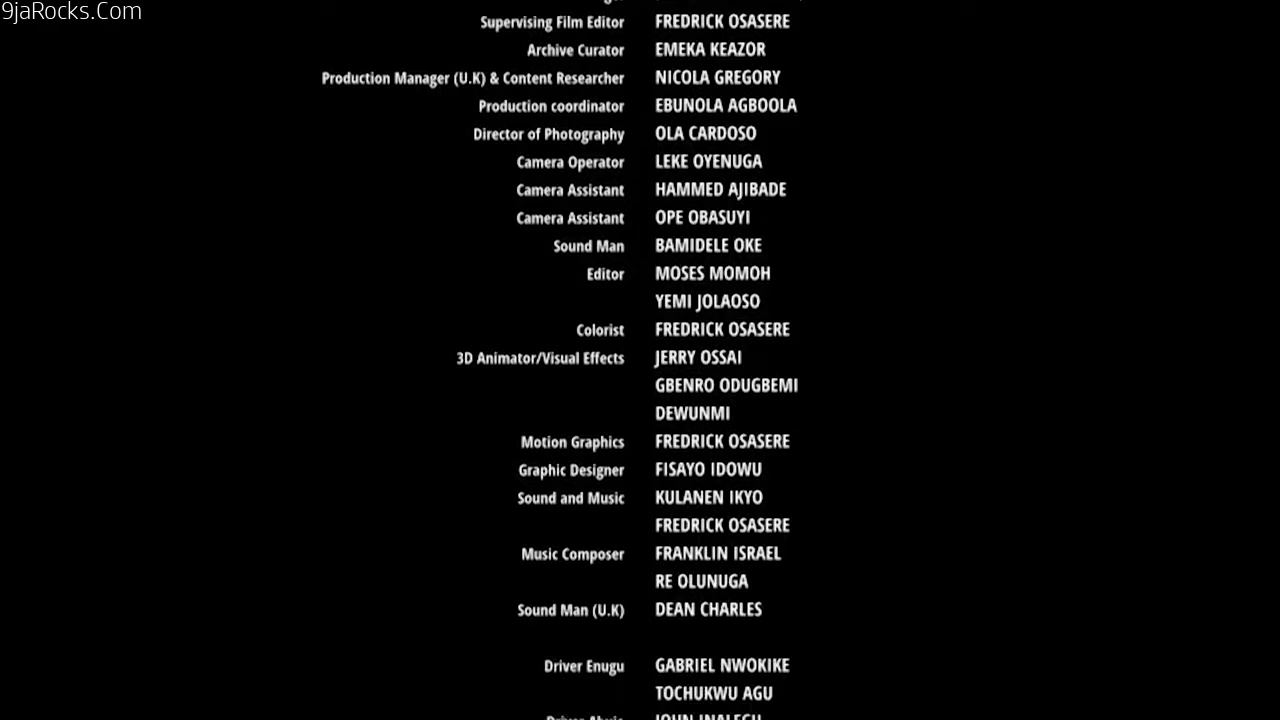 9jaRocks.Com
Supervising Film Editor FREDRICK OSASERE
Archive Curator EMEKA KEAZOR
Production Manager (U.K) & Content Researcher NICOLA GREGORY
Production coordinator EBUNOLA AGBOOLA
Director of Photography OLA CARDOSO
Camera Operator LEKE OYENUGA
Camera Assistant HAMMED AJIBADE
Camera Assistant OPE OBASUYI
Sound Man BAMIDELE OKE
Editor MOSES MOMOH
YEMI JOLAOSO
Colorist FREDRICK OSASERE
3D Animator/Visual Effects JERRY OSSAI
GBENRO ODUGBEMI
DEWUNMI
Motion Graphics FREDRICK OSASERE
Graphic Designer FISAYO IDOWU
Sound and Music KULANEN IKYO
FREDRICK OSASERE
Music Composer FRANKLIN ISRAEL
RE OLUNUGA
Sound Man (U.K) DEAN CHARLES
Driver Enugu GABRIEL NWOKIKE
TOCHUKWU AGU